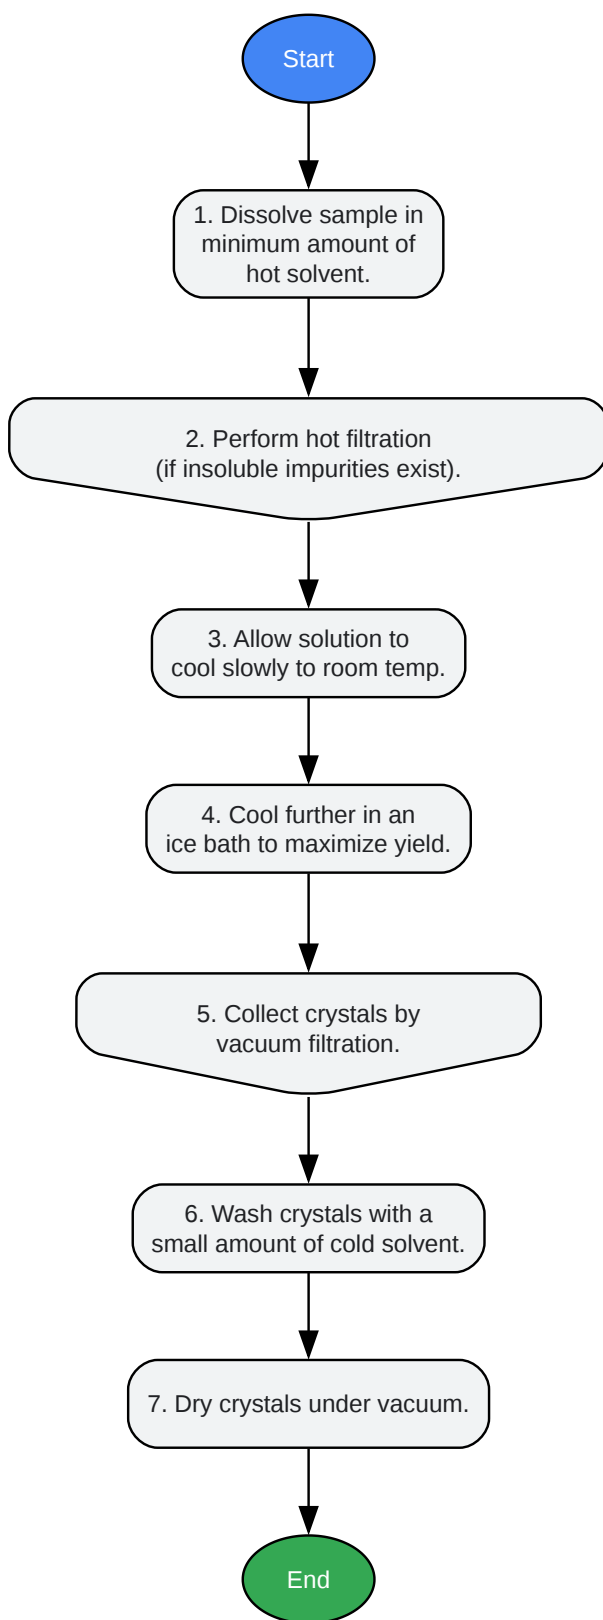 Start
1. Dissolve sample in
minimum amount of
hot solvent.
2. Perform hot filtration
(if insoluble impurities exist).
3. Allow solution to
cool slowly to room temp.
4. Cool further in an
ice bath to maximize yield.
5. Collect crystals by
vacuum filtration.
6. Wash crystals with a
small amount of cold solvent.
7. Dry crystals under vacuum.
End